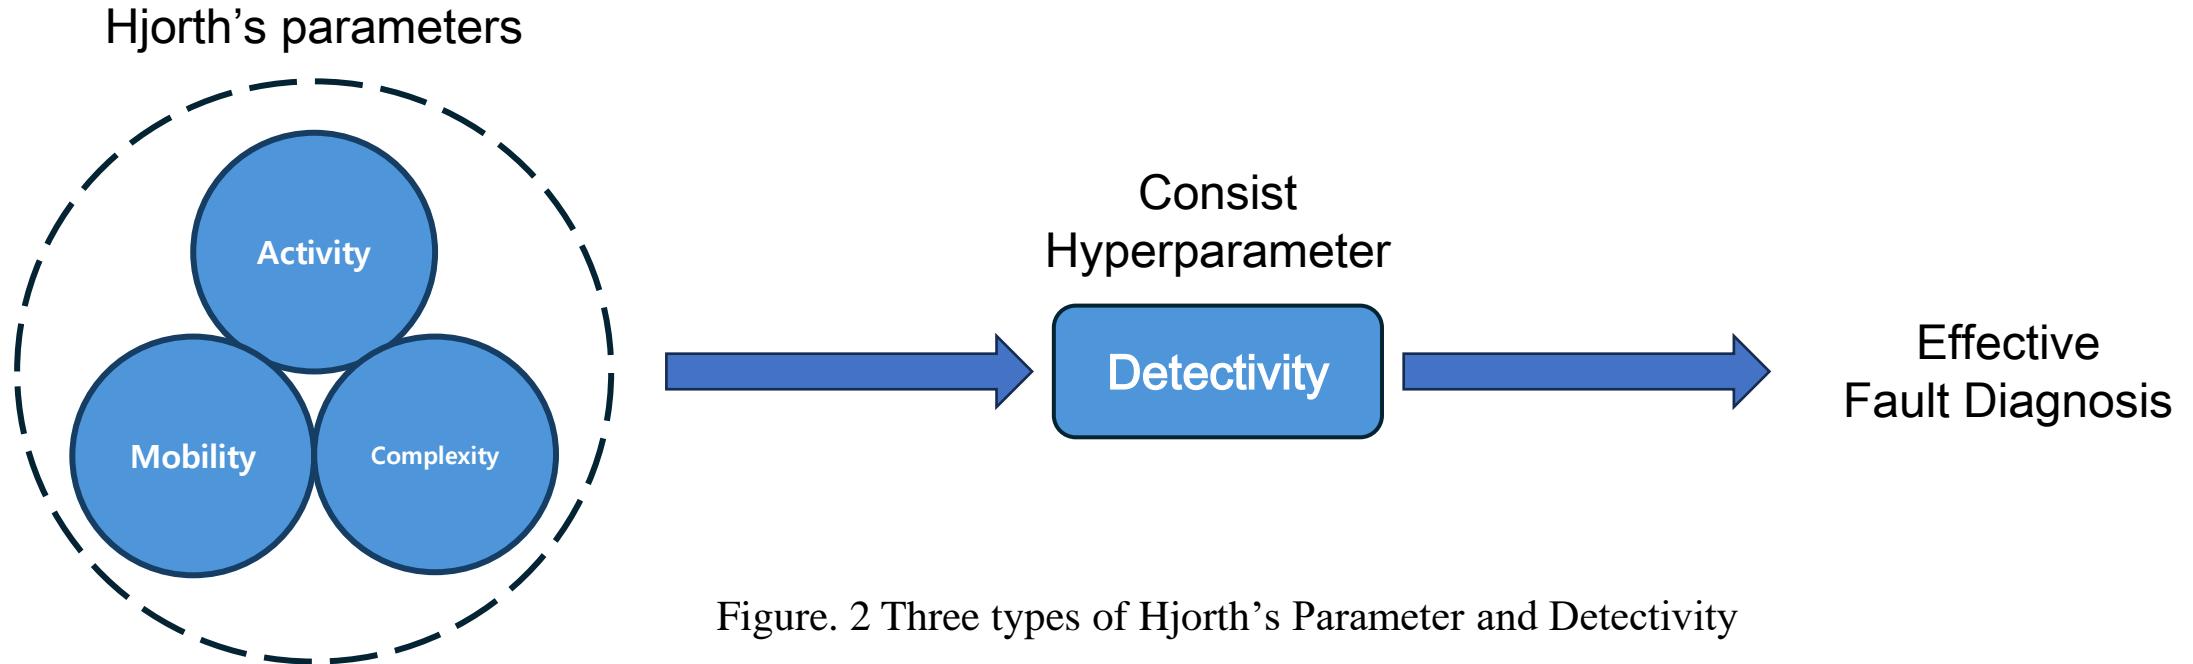 Hjorth’s parameters
Activity
Mobility
Complexity
Consist
Hyperparameter
Detectivity
Effective
Fault Diagnosis
Figure. 2 Three types of Hjorth’s Parameter and Detectivity